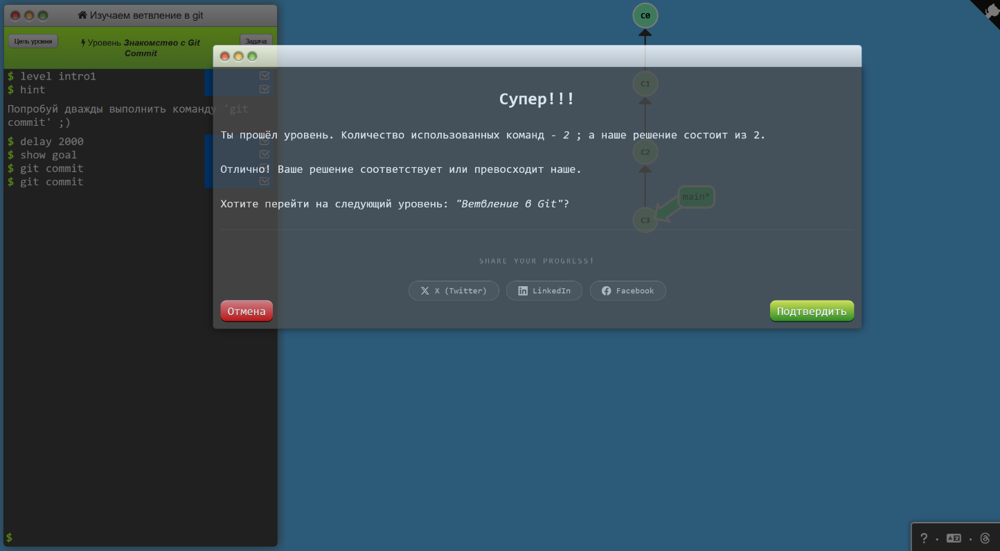 Изучаем ветвление в git
Цель уровня
Уровень Знакомство с Git
Commit
Задача
$ level intro1
$ hint
Попробуй дважды выполнить команду 'git
commit' ;)
$ delay 2000
$ show goal
$ git commit
$ git commit
$
C0
C1
C2
C3
main*
Супер!!!
Ты прошёл уровень. Количество использованных команд - 2 ; а наше решение состоит из 2.
Отлично! Ваше решение соответствует или превосходит наше.
Хотите перейти на следующий уровень: "Ветвление в Git"?
SHARE YOUR PROGRESS!
X (Twitter)
LinkedIn
Facebook
Отмена
Подтвердить